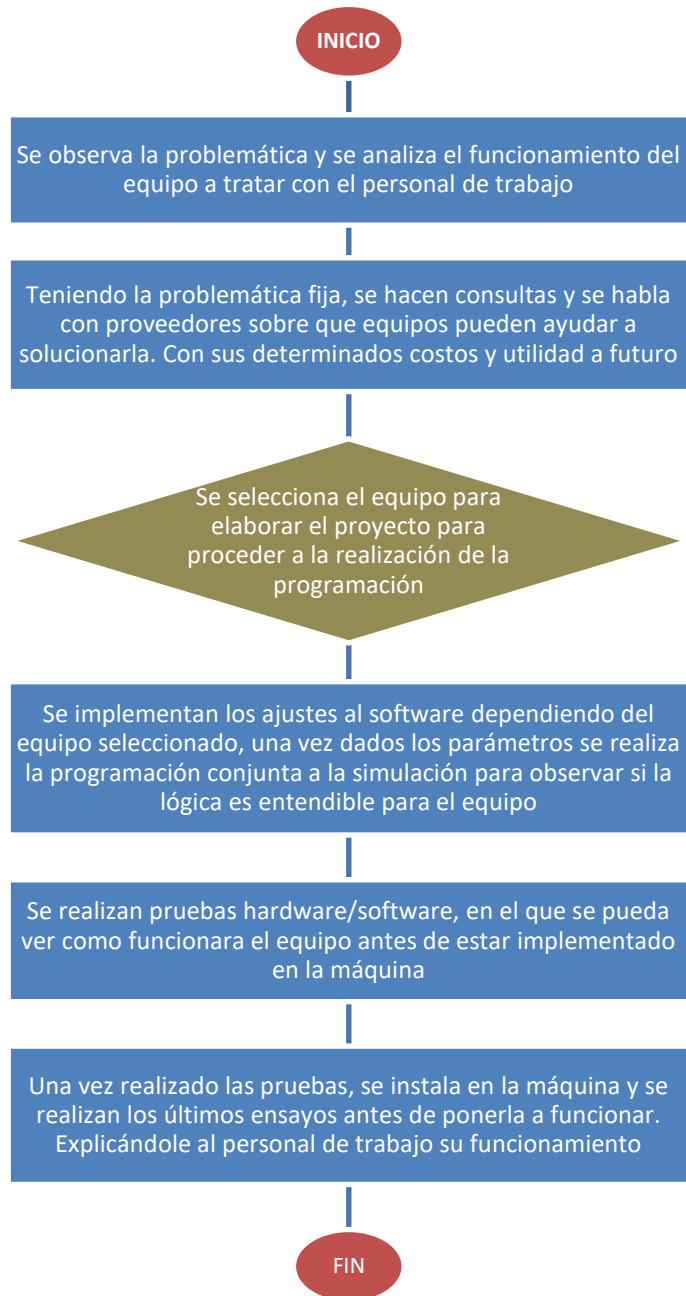 INICIO
Se observa la problemática y se analiza el funcionamiento del
equipo a tratar con el personal de trabajo
Teniendo la problemática fija, se hacen consultas y se habla
con proveedores sobre que equipos pueden ayudar a
solucionarla. Con sus determinados costos y utilidad a futuro
Se selecciona el equipo para
elaborar el proyecto para
proceder a la realización de la
programación
Se implementan los ajustes al software dependiendo del
equipo seleccionado, una vez dados los parámetros se realiza
la programación conjunta a la simulación para observar si la
lógica es entendible para el equipo
Se realizan pruebas hardware/software, en el que se pueda
ver como funcionara el equipo antes de estar implementado
en la máquina
Una vez realizado las pruebas, se instala en la máquina y se
realizan los últimos ensayos antes de ponerla a funcionar.
Explicándole al personal de trabajo su funcionamiento
FIN